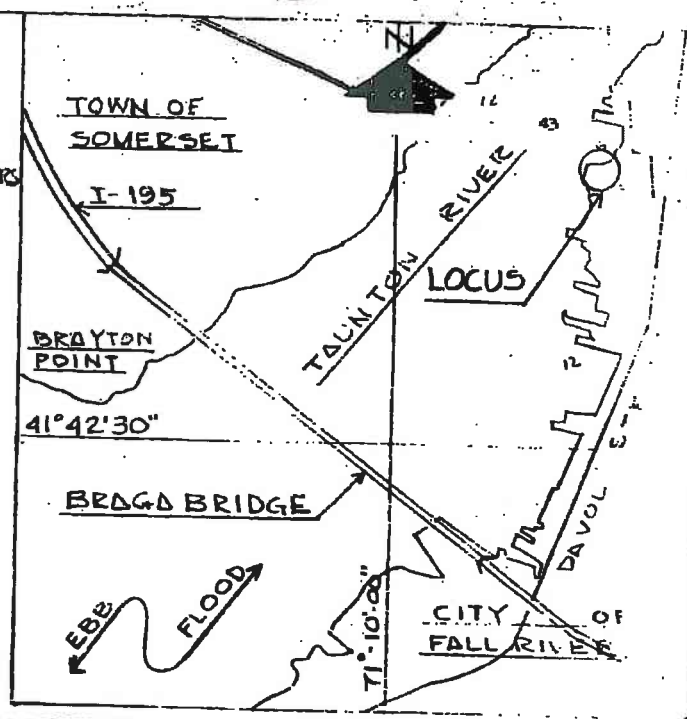 TOWN OF
SOMERSET
I-195
RS
N
12
43
TAUNTON RIVER
LOCUS
BRAYTON
POINT
12
41°42'30"
BRAGA BRIDGE
DAVOL
EBB
FLOOD
71°-10'-00"
CITY OF
FALL RIVER